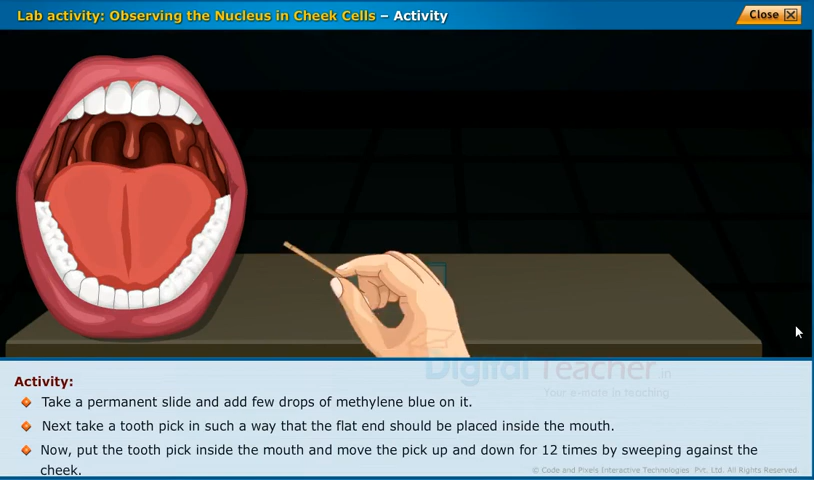 Lab activity: Observing the Nucleus in Cheek Cells – Activity
Close
Activity:
Take a permanent slide and add few drops of methylene blue on it.
Next take a tooth pick in such a way that the flat end should be placed inside the mouth.
Now, put the tooth pick inside the mouth and move the pick up and down for 12 times by sweeping against the
cheek.
Digital Teacher.in
Your e-mate in teaching
© Code and Pixels Interactive Technologies Pvt. Ltd. All Rights Reserved.